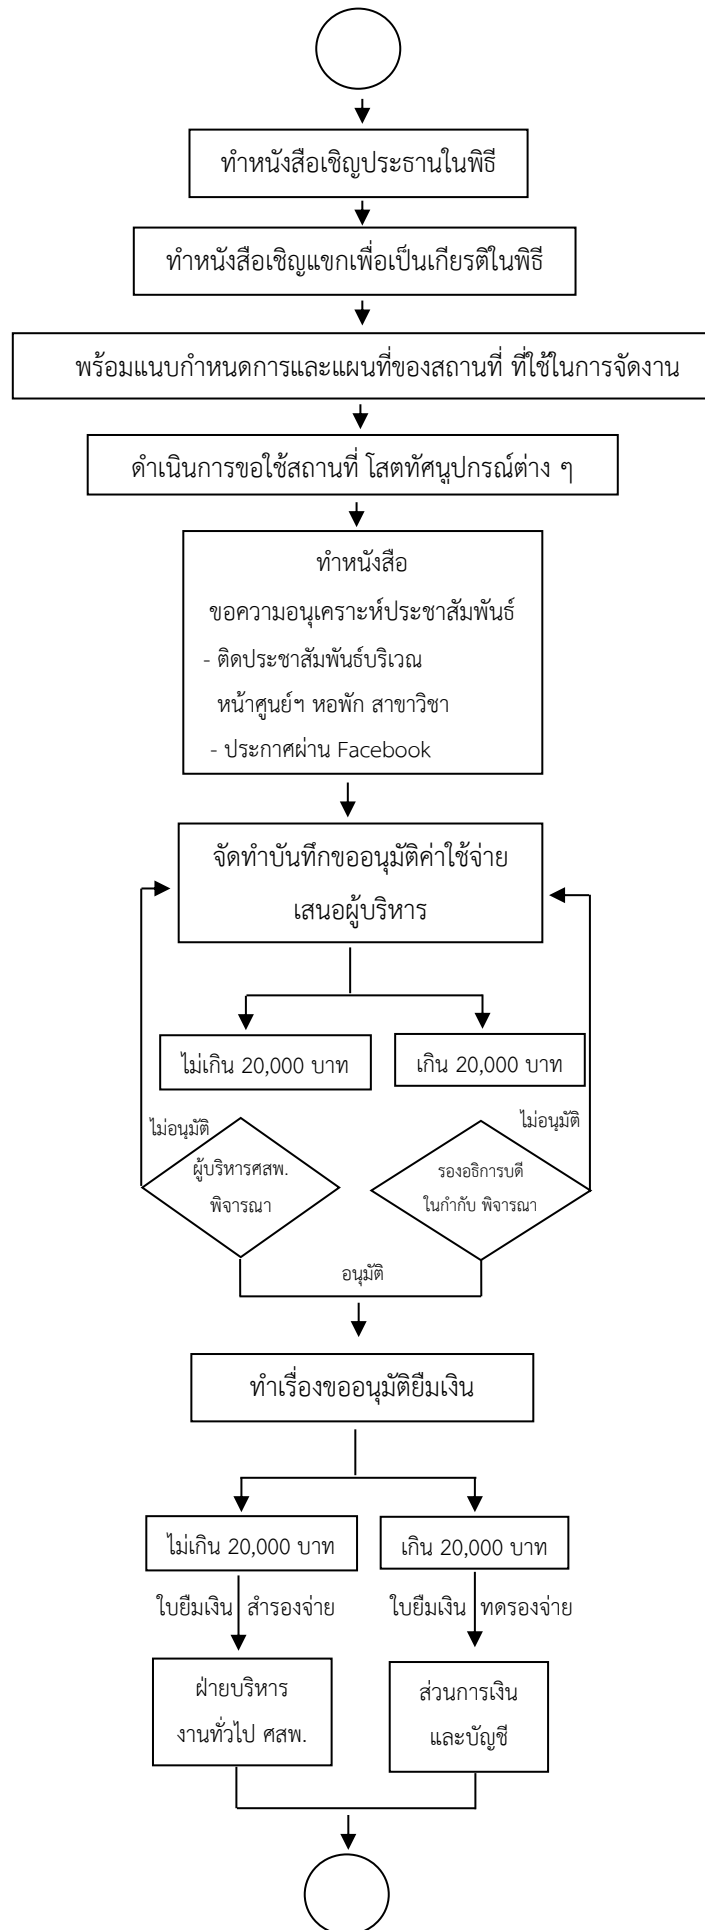 ทำหนังสือเชิญประธานในพิธี
ทำหนังสือเชิญแขกเพื่อเป็นเกียรติในพิธี
พร้อมแนบกำหนดการและแผนที่ของสถานที่ ที่ใช้ในการจัดงาน
ดำเนินการขอใช้สถานที่ โสตทัศนูปกรณ์ต่าง ๆ
ทำหนังสือ
ขอความอนุเคราะห์ประชาสัมพันธ์
- ติดประชาสัมพันธ์บริเวณ
หน้าศูนย์ฯ หอพัก สาขาวิชา
- ประกาศผ่าน Facebook
จัดทำบันทึกขออนุมัติค่าใช้จ่าย
เสนอผู้บริหาร
ไม่เกิน 20,000 บาท
เกิน 20,000 บาท
ไม่อนุมัติ
ไม่อนุมัติ
ผู้บริหารศสพ.
พิจารณา
รองอธิการบดี
ในกำกับ พิจารณา
อนุมัติ
ทำเรื่องขออนุมัติยืมเงิน
ไม่เกิน 20,000 บาท
เกิน 20,000 บาท
ใบยืมเงิน สำรองจ่าย
ใบยืมเงิน ทดรองจ่าย
ฝ่ายบริหาร
งานทั่วไป ศสพ.
ส่วนการเงิน
และบัญชี